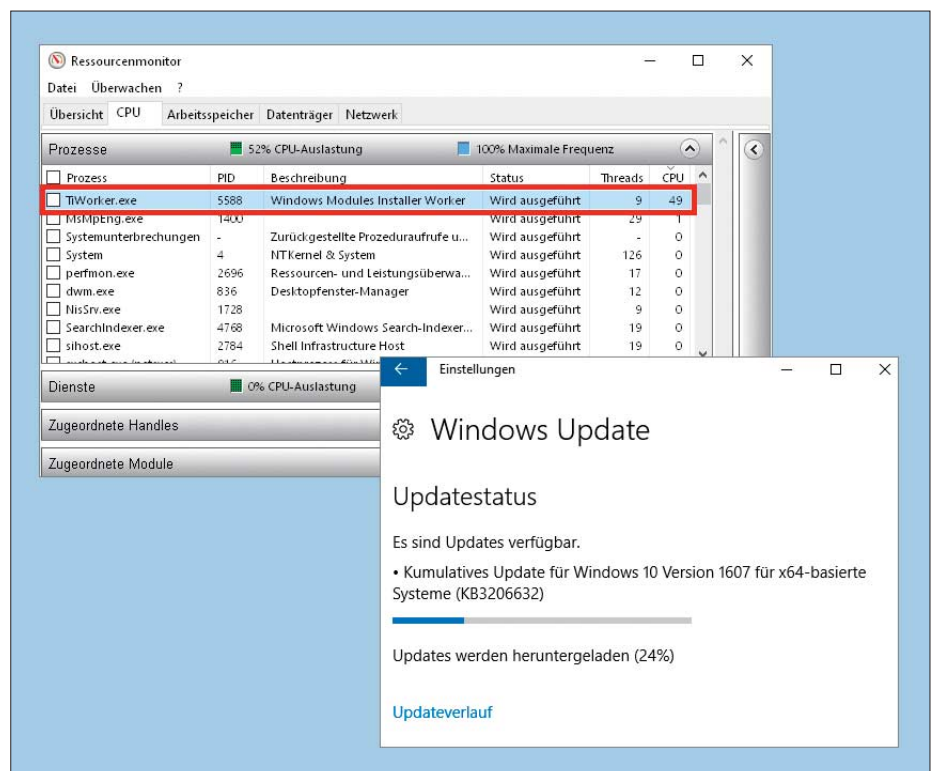 Ressourcenmonitor
Datei Überwachen ?
Übersicht CPU Arbeitsspeicher Datenträger Netzwerk
Prozesse 52% CPU-Auslastung 100% Maximale Frequenz
Prozess PID Beschreibung Status Threads CPU
TiWorker.exe 5588 Windows Modules Installer Worker Wird ausgeführt 9 49
MsMpEng.exe 1400 Wird ausgeführt 29 1
Systemunterbrechungen - Zurückgestellte Prozeduraufrufe u... Wird ausgeführt - 0
System 4 NT Kernel & System Wird ausgeführt 126 0
perfmon.exe 2696 Ressourcen- und Leistungsüberwa... Wird ausgeführt 17 0
dwm.exe 836 Desktopfenster-Manager Wird ausgeführt 12 0
NisSrv.exe 1728 Wird ausgeführt 9 0
SearchIndexer.exe 4768 Microsoft Windows Search-Indexer... Wird ausgeführt 19 0
sihost.exe 2784 Shell Infrastructure Host Wird ausgeführt 19 0
Dienste 0% CPU-Auslastung
Zugeordnete Handles
Zugeordnete Module
Einstellungen
Windows Update
Updatestatus
Es sind Updates verfügbar.
• Kumulatives Update für Windows 10 Version 1607 für x64-basierte
Systeme (KB3206632)
Updates werden heruntergeladen (24%)
Updateverlauf